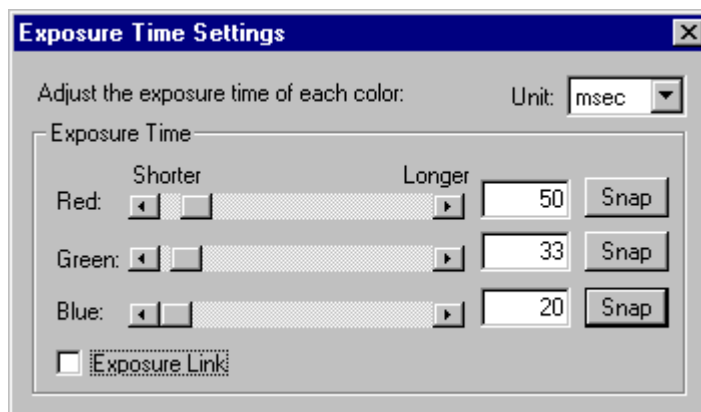 Exposure Time Settings
Adjust the exposure time of each color: Unit: msec
Exposure Time
Shorter Longer
Red: 50 Snap
Green: 33 Snap
Blue: 20 Snap
Exposure Link